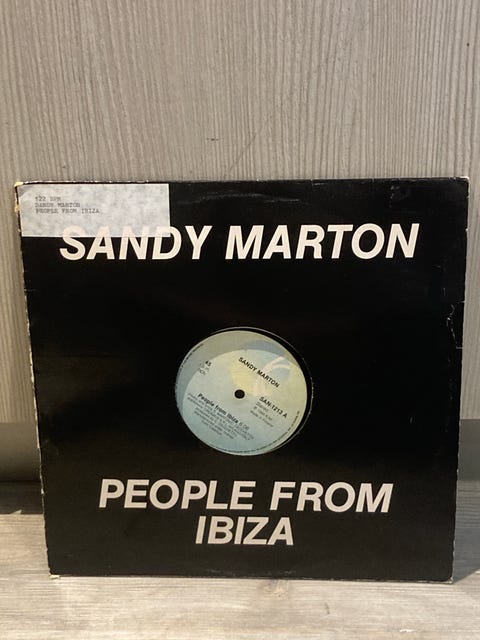 122 BPM
SANDY MARTON
PEOPLE FROM IBIZA
SANDY MARTON
SANDY MARTON
45
SAN-1213 A
People from Ibiza
PEOPLE FROM
IBIZA